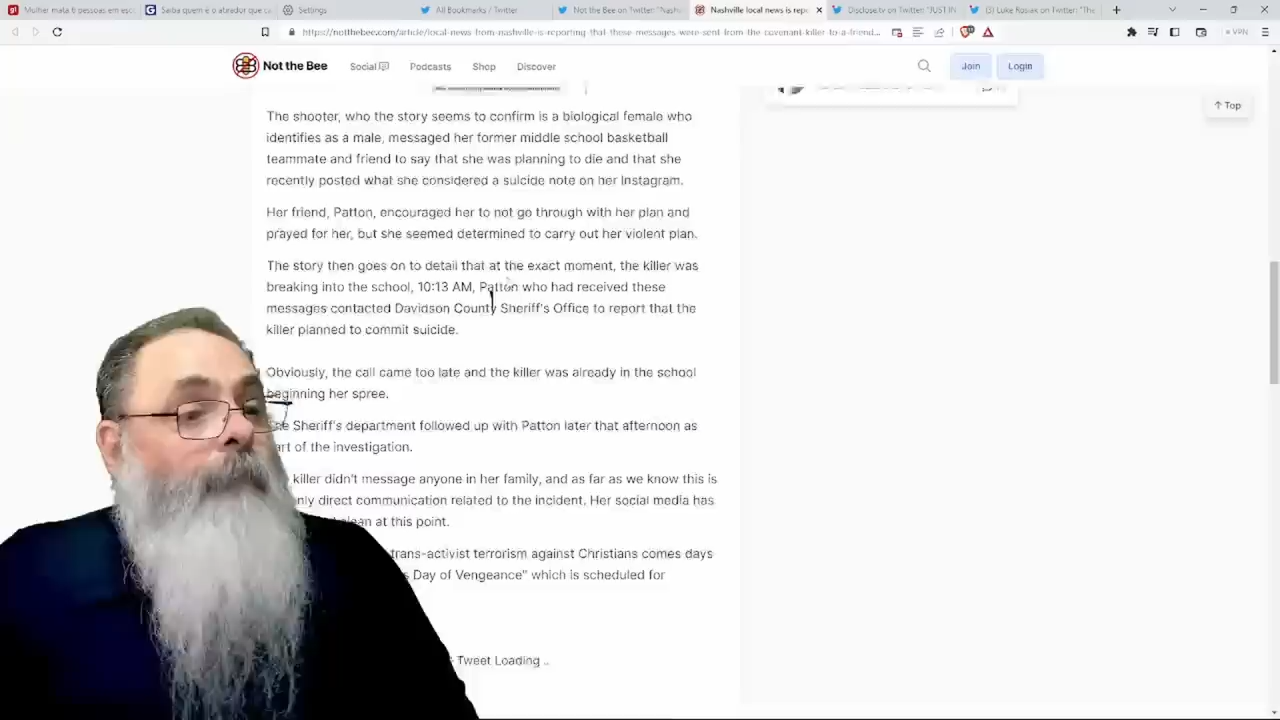 Mulher mata 6 pessoas em esc
Saiba quem é o atirador que ca
Settings
All Bookmarks / Twitter
Not the Bee on Twitter: "Nashv
Nashville local news is repo
Disclose.tv on Twitter: "JUST IN
(3) Luke Rosiak on Twitter: "The
https://notthebee.com/article/local-news-from-nashville-is-reporting-that-these-messages-were-sent-from-the-covenant-killer-to-a-friend...
VPN
Not the Bee
Social
Podcasts
Shop
Discover
Join
Login
↑ Top
The shooter, who the story seems to confirm is a biological female who
identifies as a male, messaged her former middle school basketball
teammate and friend to say that she was planning to die and that she
recently posted what she considered a suicide note on her Instagram.
Her friend, Patton, encouraged her to not go through with her plan and
prayed for her, but she seemed determined to carry out her violent plan.
The story then goes on to detail that at the exact moment, the killer was
breaking into the school, 10:13 AM, Patton who had received these
messages contacted Davidson County Sheriff's Office to report that the
killer planned to commit suicide.
Obviously, the call came too late and the killer was already in the school
beginning her spree.
Sheriff's department followed up with Patton later that afternoon as
art of the investigation.
killer didn't message anyone in her family, and as far as we know this is
only direct communication related to the incident. Her social media has
clean at this point.
trans-activist terrorism against Christians comes days
s Day of Vengeance" which is scheduled for
Tweet Loading ..